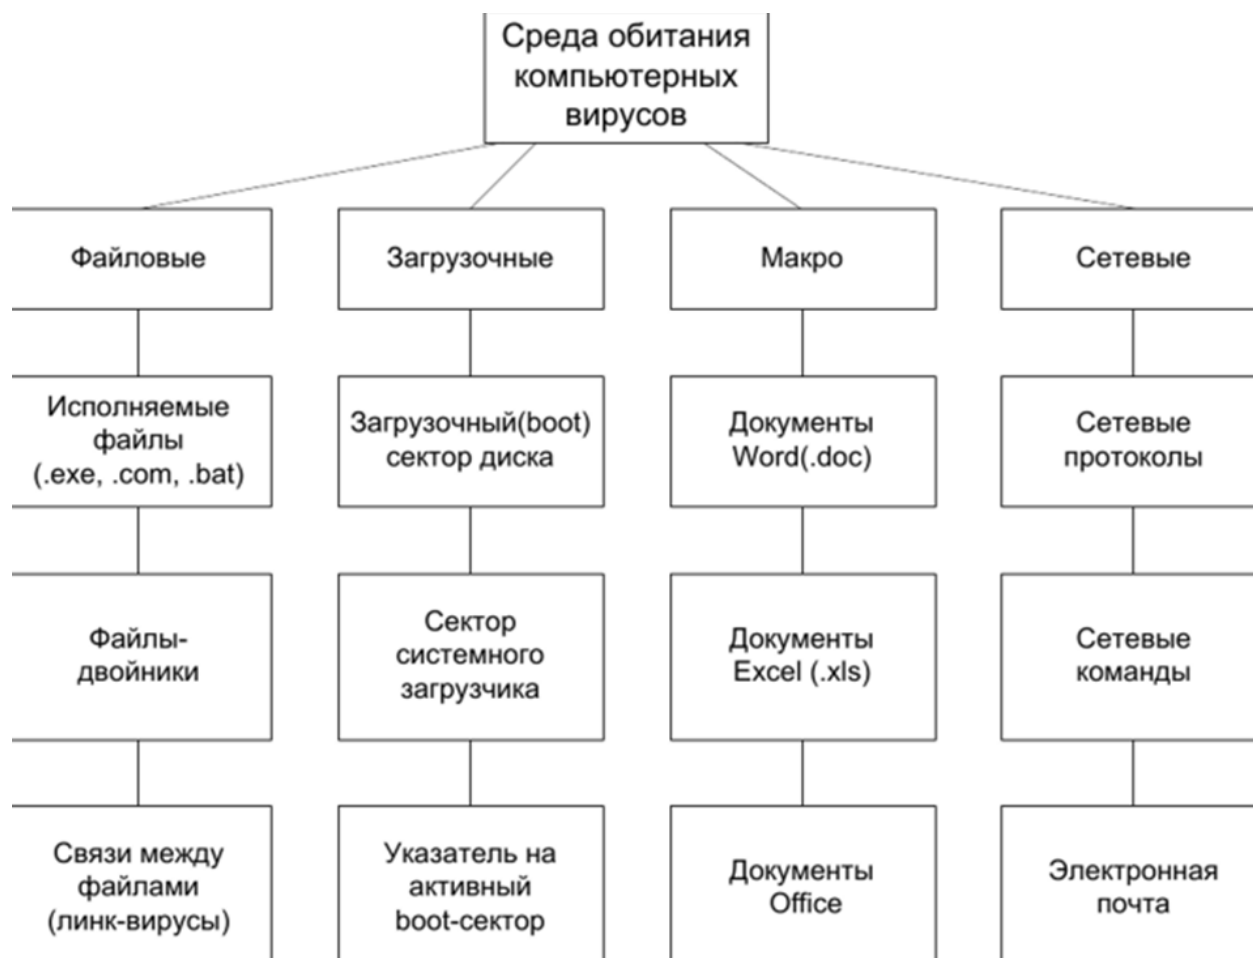 Среда обитания
компьютерных
вирусов
Файловые
Загрузочные
Макро
Сетевые
Исполняемые
файлы
(.exe, .com, .bat)
Загрузочный(boot)
сектор диска
Документы
Word(.doc)
Сетевые
протоколы
Файлы-
двойники
Сектор
системного
загрузчика
Документы
Excel (.xls)
Сетевые
команды
Связи между
файлами
(линк-вирусы)
Указатель на
активный
boot-сектор
Документы
Office
Электронная
почта